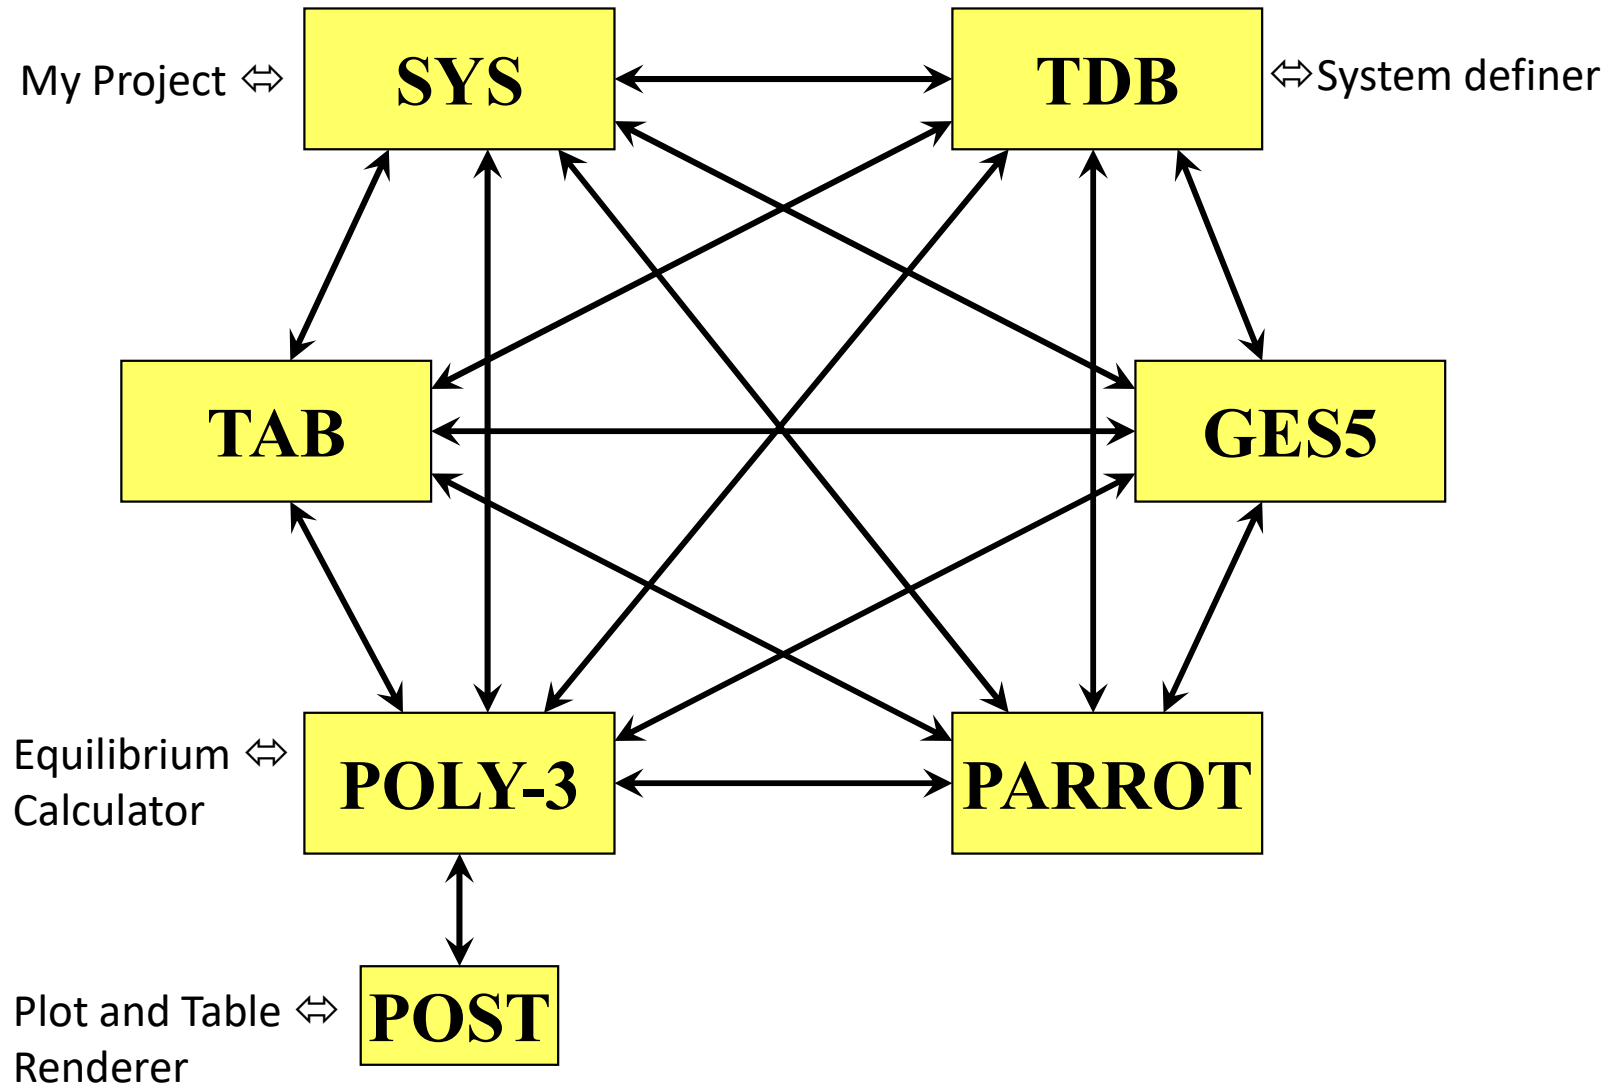 My Project ⬄ SYS
TDB ⬄System definer
TAB
GES5
Equilibrium ⬄
Calculator
POLY-3
PARROT
Plot and Table ⬄
Renderer
POST